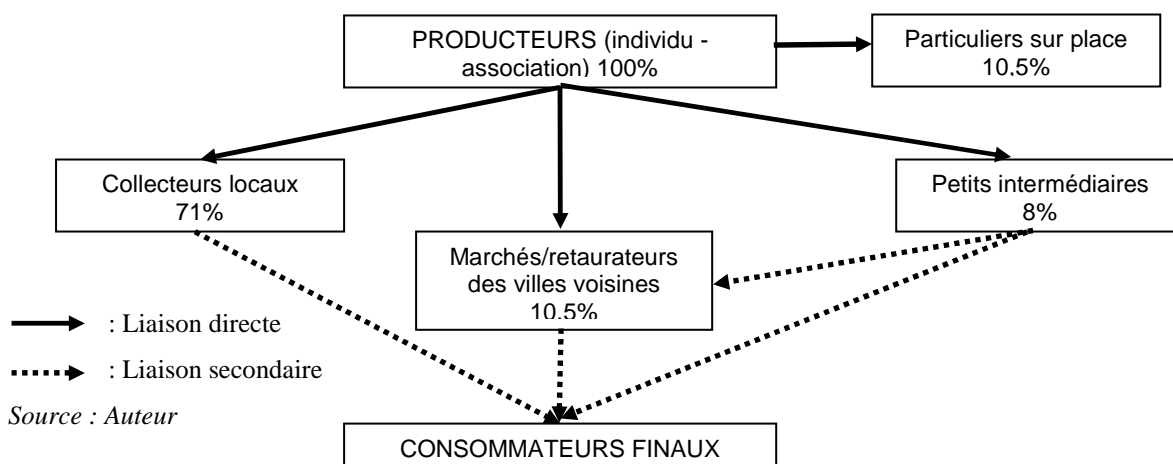 PRODUCTEURS (individu -
association) 100%
Particuliers sur place
10.5%
Collecteurs locaux
71%
Petits intermédiaires
8%
Marchés/retaurateurs
des villes voisines
10.5%
: Liaison directe
: Liaison secondaire
Source : Auteur
CONSOMMATEURS FINAUX